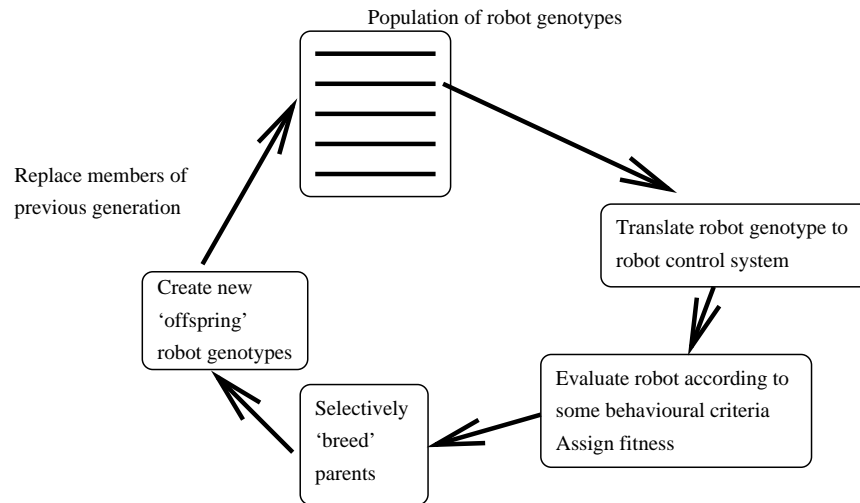 Population of robot genotypes
Replace members of
previous generation
Translate robot genotype to
robot control system
Create new
‘offspring’
robot genotypes
Evaluate robot according to
some behavioural criteria
Assign fitness
Selectively
‘breed’
parents